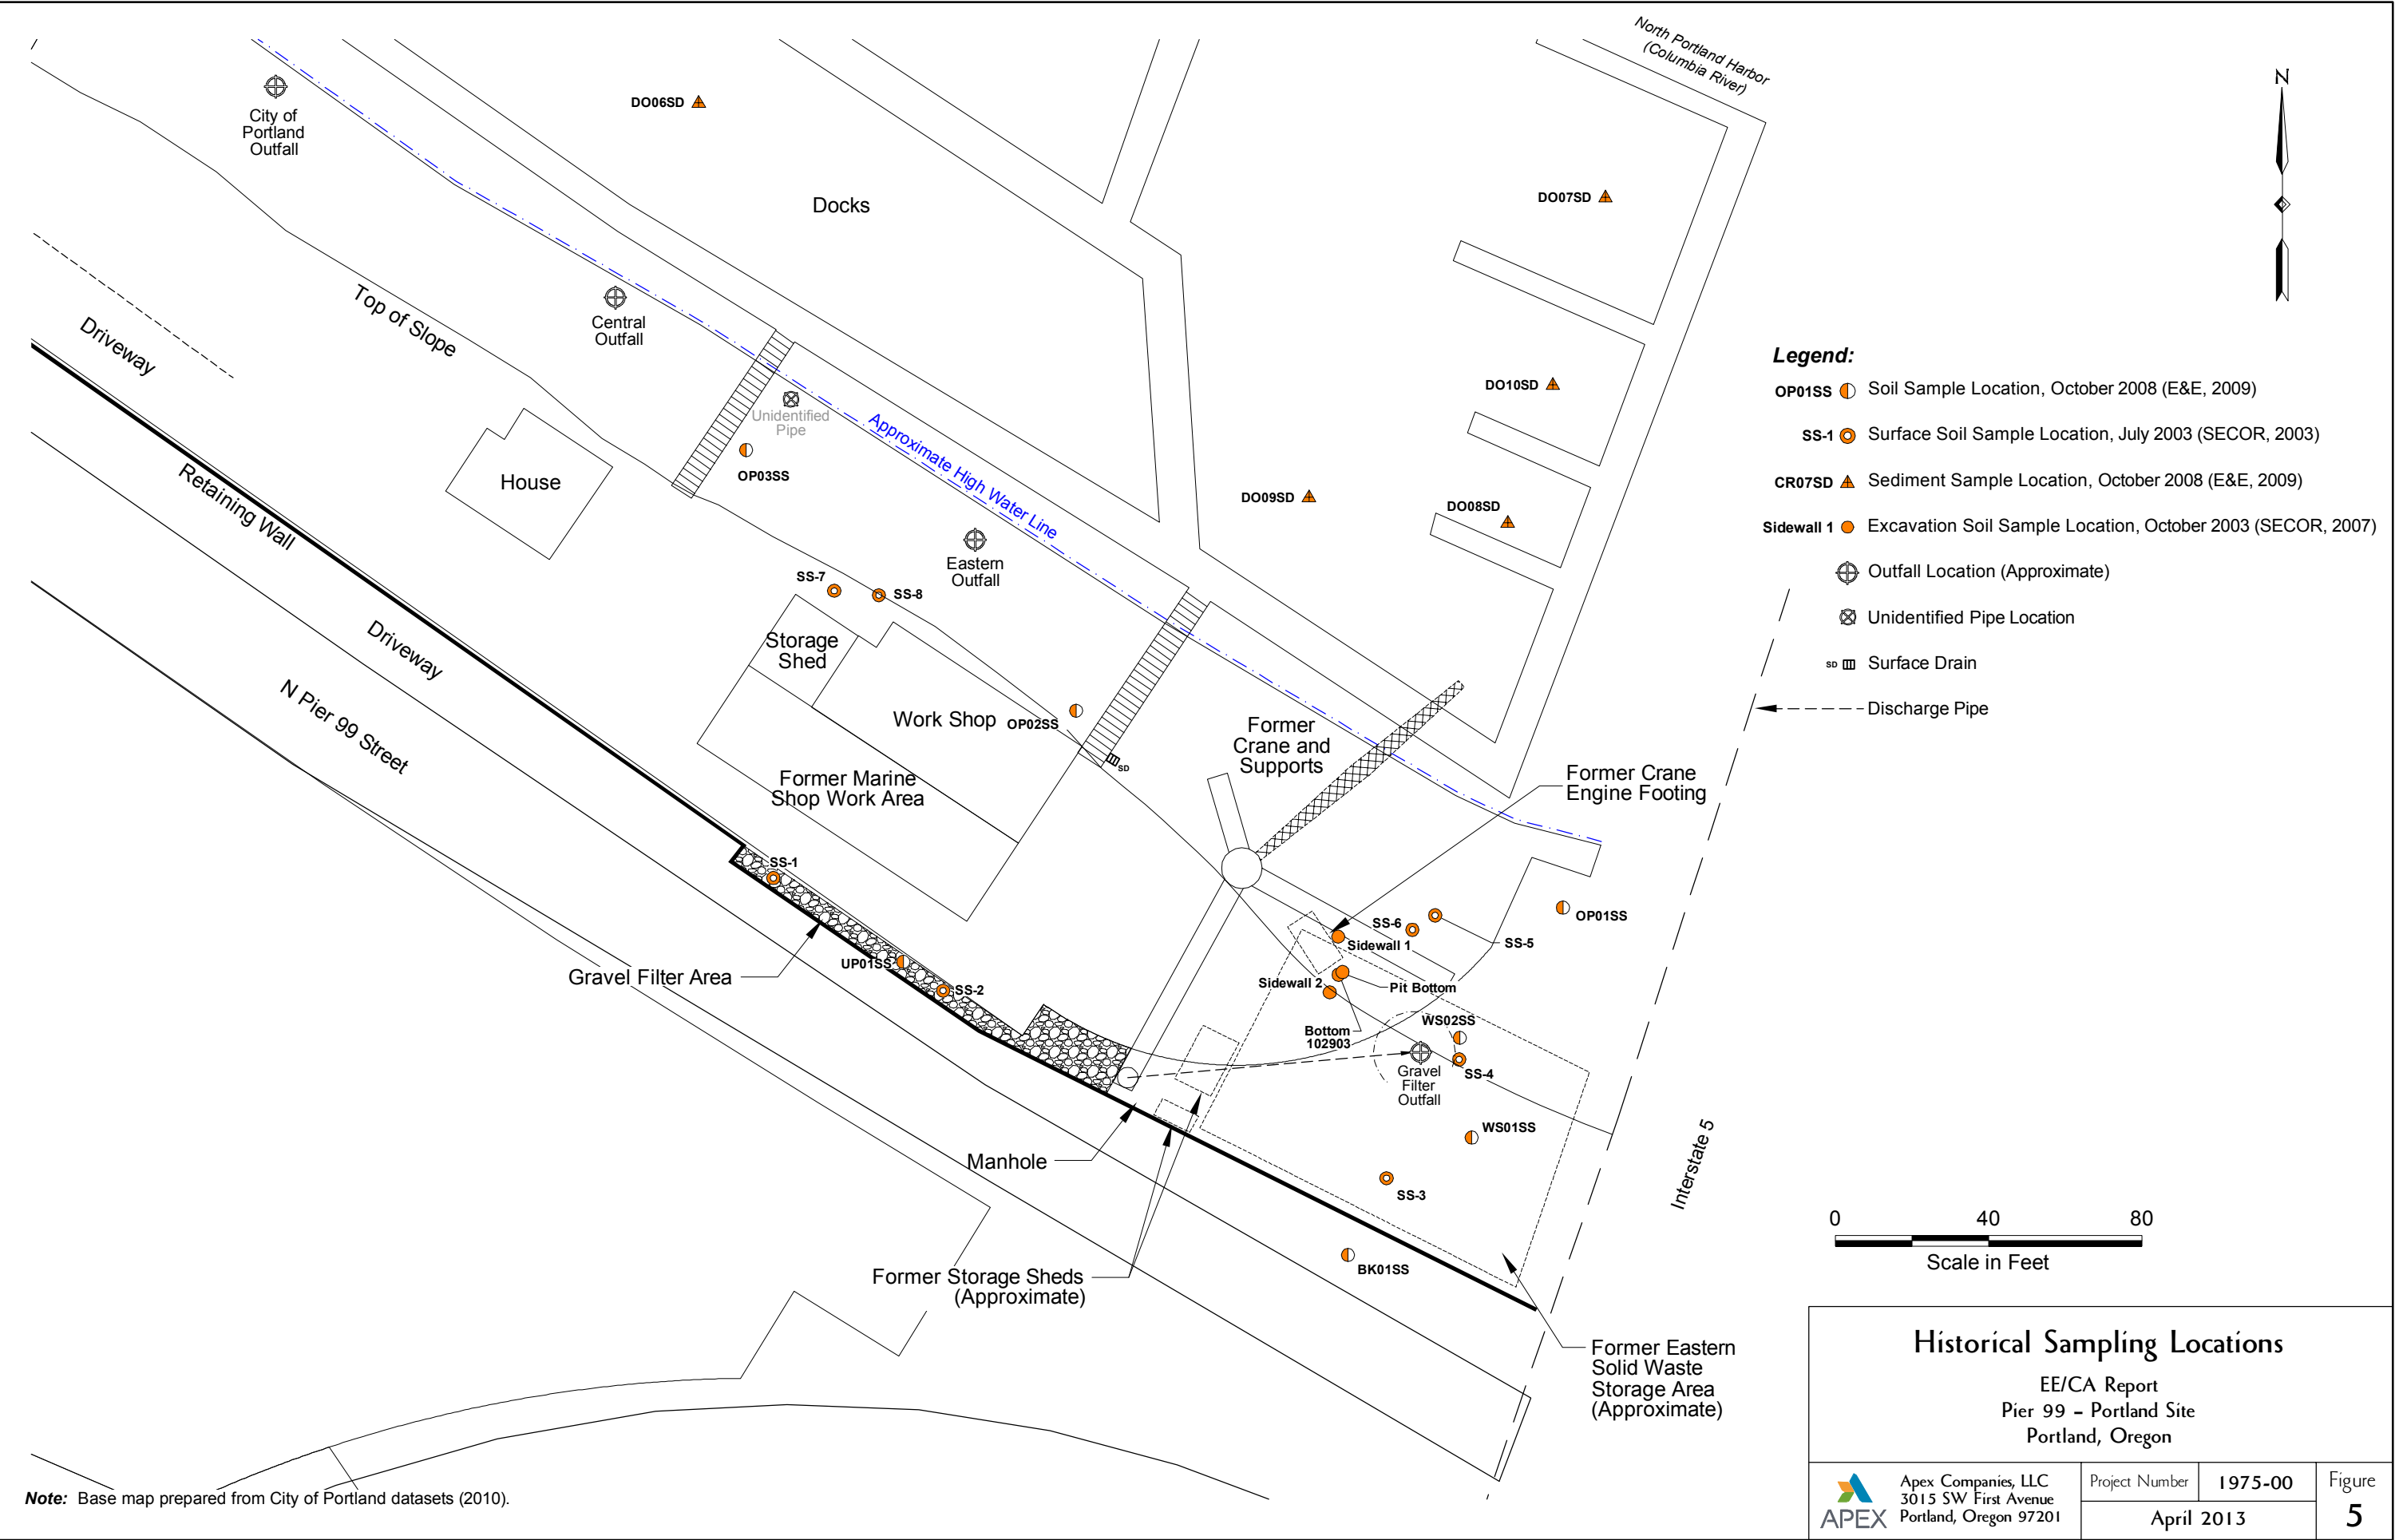 North Portland Harbor
(Columbia River)
N
City of
Portland
Outfall
DO06SD
Docks
DO07SD
Top of Slope
Central
Outfall
Driveway
Unidentified
Pipe
OP03SS
Approximate High Water Line
House
Retaining Wall
DO10SD
DO09SD
DO08SD
Eastern
Outfall
SS-7
SS-8
Storage
Shed
Driveway
N Pier 99 Street
Work Shop
OP02SS
SD
Former Marine
Shop Work Area
Former
Crane and
Supports
Former Crane
Engine Footing
SS-1
UP01SS
SS-2
Gravel Filter Area
OP01SS
SS-6
SS-5
Sidewall 1
Sidewall 2
Pit Bottom
Bottom
102903
WS02SS
SS-4
Gravel
Filter
Outfall
WS01SS
SS-3
Manhole
Interstate 5
BK01SS
Former Storage Sheds
(Approximate)
Former Eastern
Solid Waste
Storage Area
(Approximate)
Legend:
OP01SS Soil Sample Location, October 2008 (E&E, 2009)
SS-1 Surface Soil Sample Location, July 2003 (SECOR, 2003)
CR07SD Sediment Sample Location, October 2008 (E&E, 2009)
Sidewall 1 Excavation Soil Sample Location, October 2003 (SECOR, 2007)
Outfall Location (Approximate)
Unidentified Pipe Location
SD Surface Drain
Discharge Pipe
0 40 80
Scale in Feet
Historical Sampling Locations
EE/CA Report
Pier 99 – Portland Site
Portland, Oregon
APEX
Apex Companies, LLC
3015 SW First Avenue
Portland, Oregon 97201
Project Number 1975-00
April 2013
Figure
5
Note: Base map prepared from City of Portland datasets (2010).